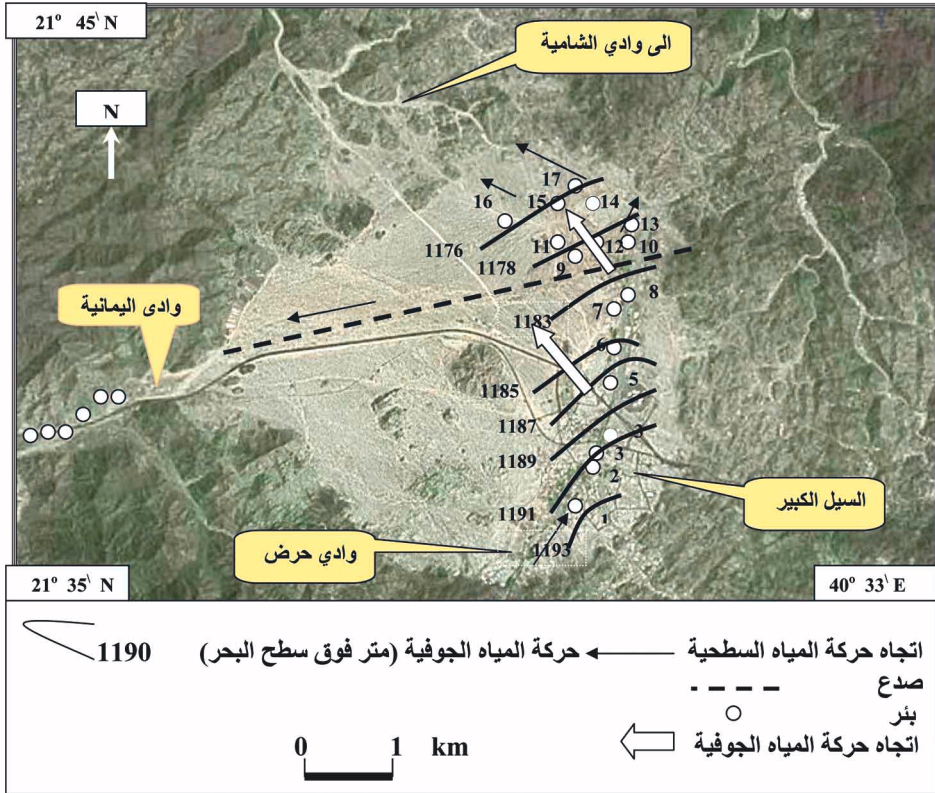 21° 45\ N
الى وادي الشامية
N
17
15
14
16
13
1176
11
12
10
1178
9
وادى اليمانية
8
7
1183
6
1185
5
1187
3
1189
3
2
السيل الكبير
1191
1
وادي حرض
1193
21° 35\ N
40° 33\ E
اتجاه حركة المياه السطحية
حركة المياه الجوفية (متر فوق سطح البحر)
1190
صدع
بئر
اتجاه حركة المياه الجوفية
0 1 km